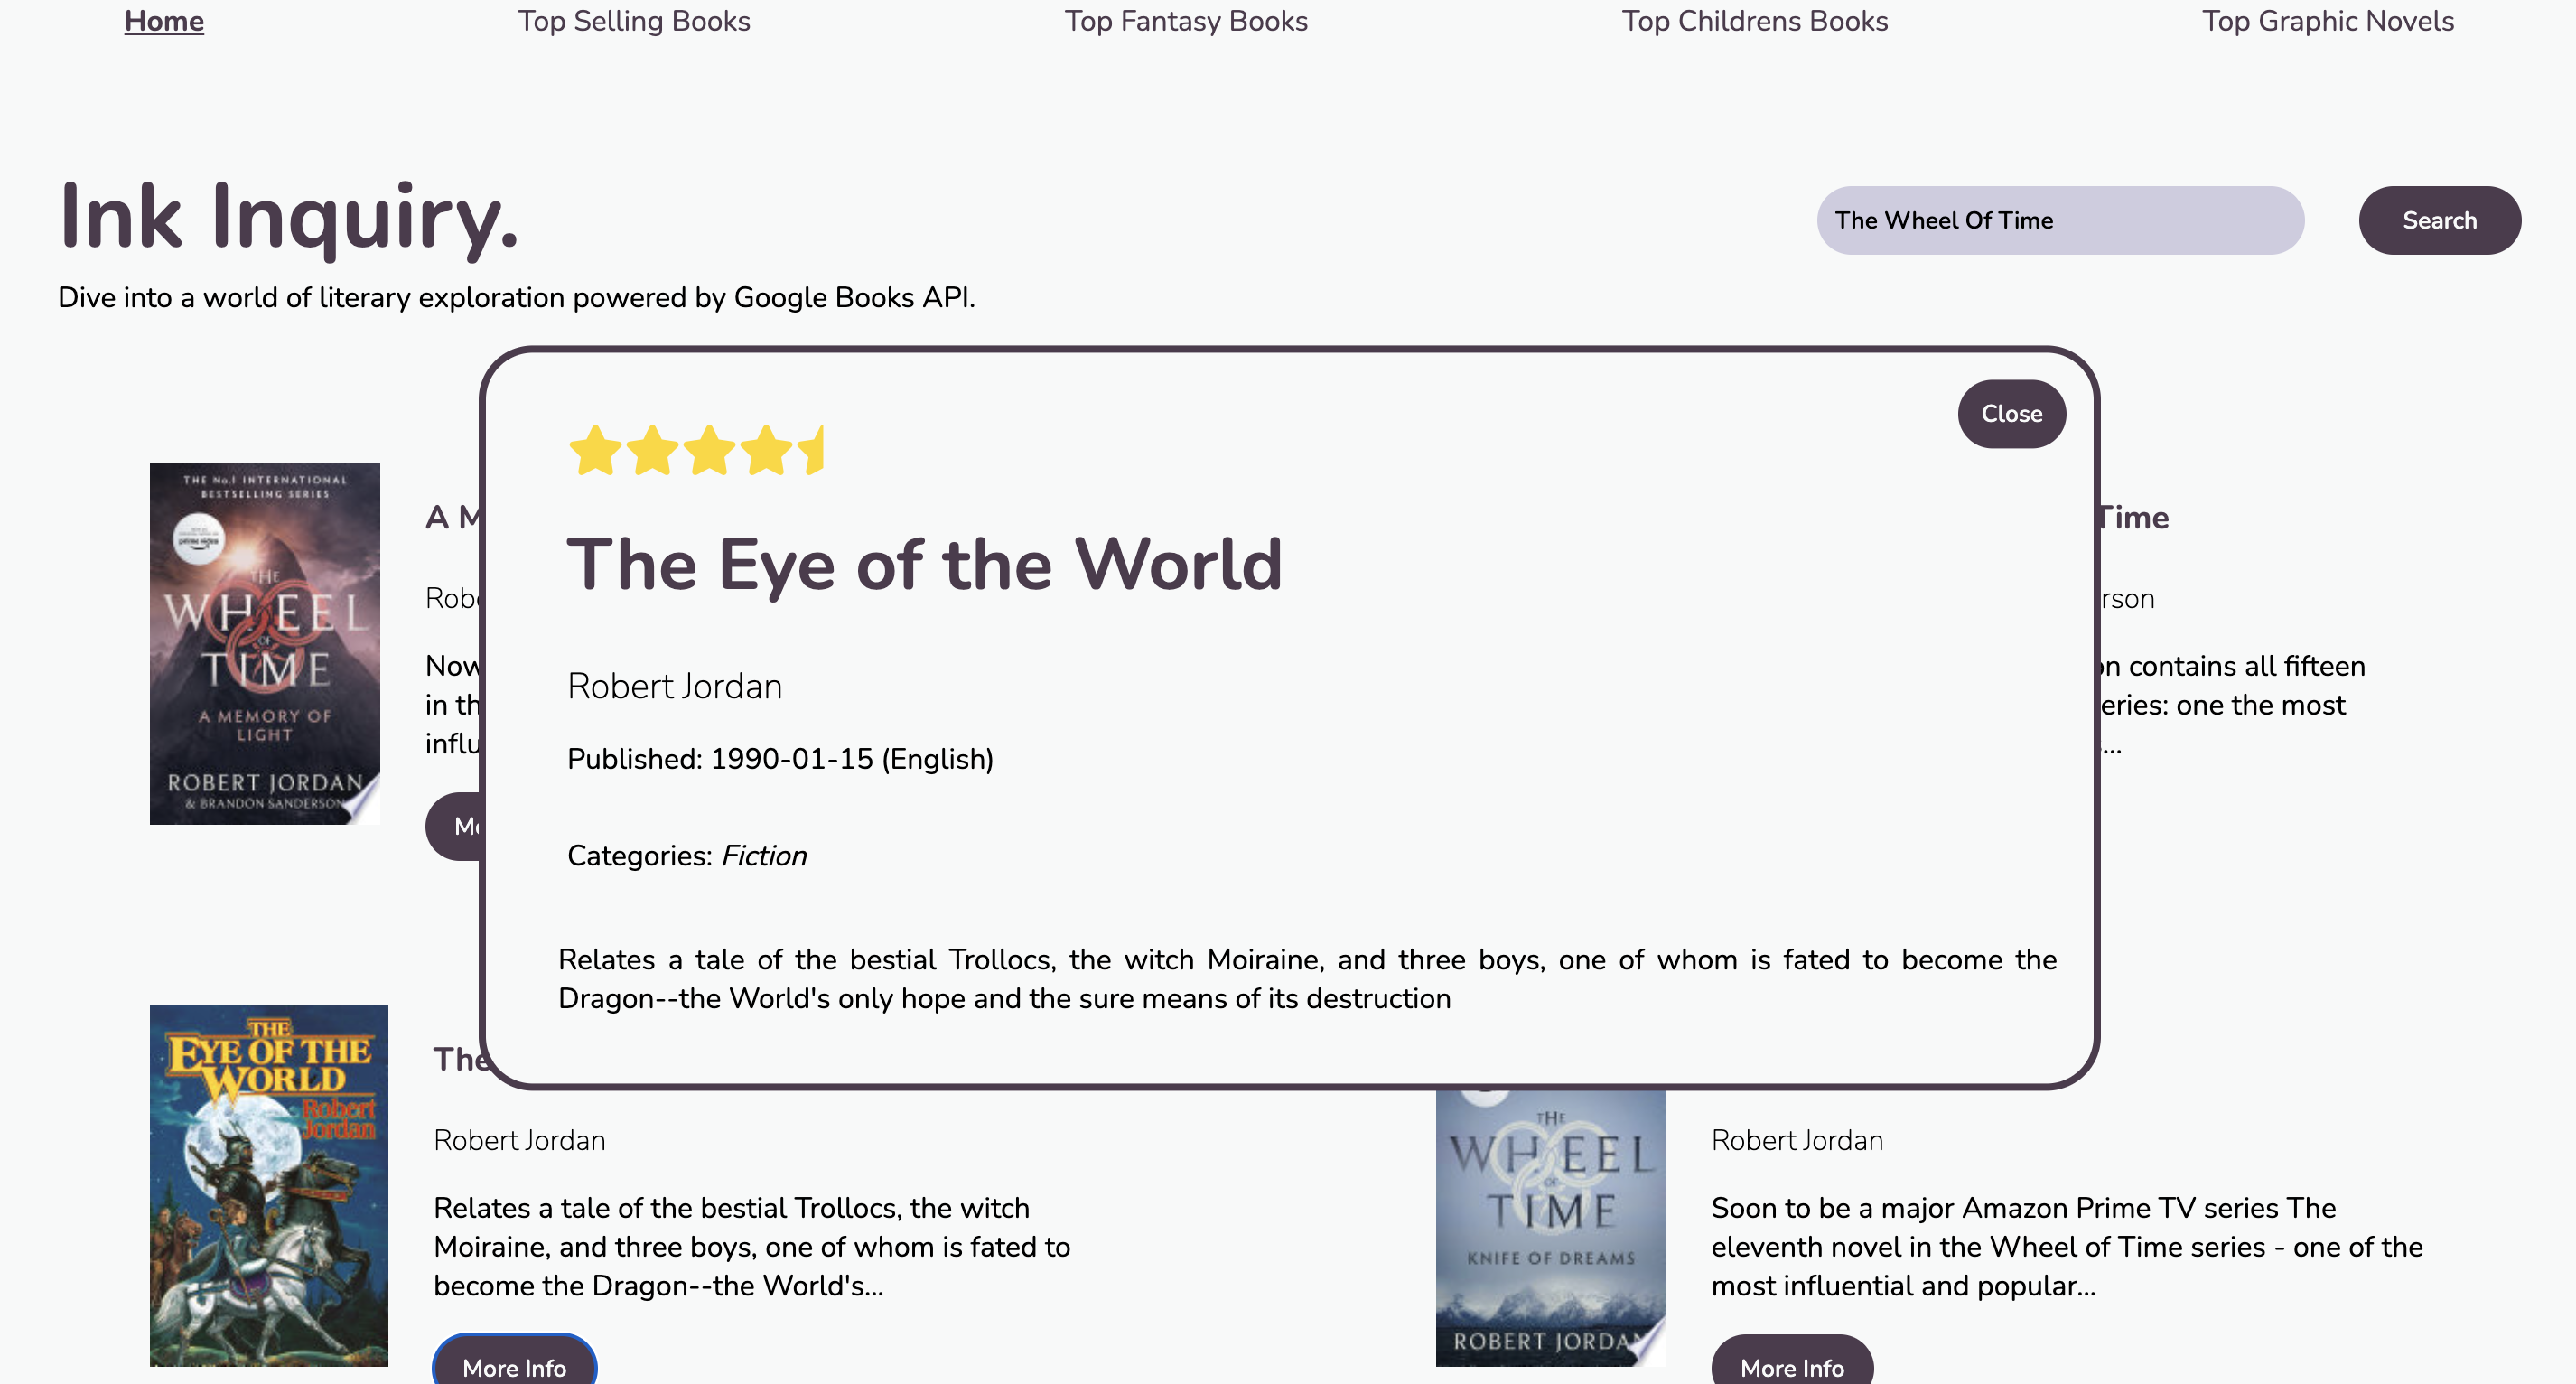 Home
Top Selling Books
Top Fantasy Books
Top Childrens Books
Top Graphic Novels
Ink Inquiry.
The Wheel Of Time
Search
Dive into a world of literary exploration powered by Google Books API.
Close
The Eye of the World
Robert Jordan
Published: 1990-01-15 (English)
Categories: Fiction
Relates a tale of the bestial Trollocs, the witch Moiraine, and three boys, one of whom is fated to become the
Dragon--the World's only hope and the sure means of its destruction
THE No.1 INTERNATIONAL
BESTSELLING SERIES
prime video
THE
WHEEL
OF
TIME
A MEMORY OF
LIGHT
ROBERT JORDAN
& BRANDON SANDERSON
A M
Robe
Now
in th
influ
Time
rson
on contains all fifteen
eries: one the most
...
THE
EYE OF THE
WORLD
Robert
Jordan
The
Robert Jordan
Relates a tale of the bestial Trollocs, the witch
Moiraine, and three boys, one of whom is fated to
become the Dragon--the World's...
More Info
THE
WHEEL
OF
TIME
KNIFE OF DREAMS
ROBERT JORDAN
Robert Jordan
Soon to be a major Amazon Prime TV series The
eleventh novel in the Wheel of Time series - one of the
most influential and popular...
More Info